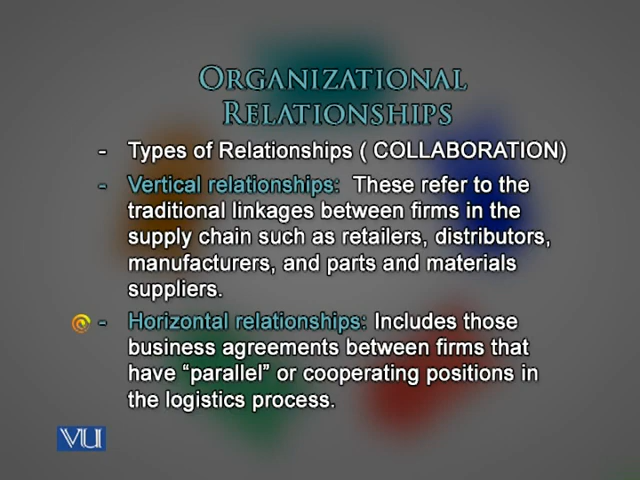 ORGANIZATIONAL
RELATIONSHIPS
- Types of Relationships ( COLLABORATION)
- Vertical relationships: These refer to the
traditional linkages between firms in the
supply chain such as retailers, distributors,
manufacturers, and parts and materials
suppliers.
- Horizontal relationships: Includes those
business agreements between firms that
have “parallel” or cooperating positions in
the logistics process.
VU